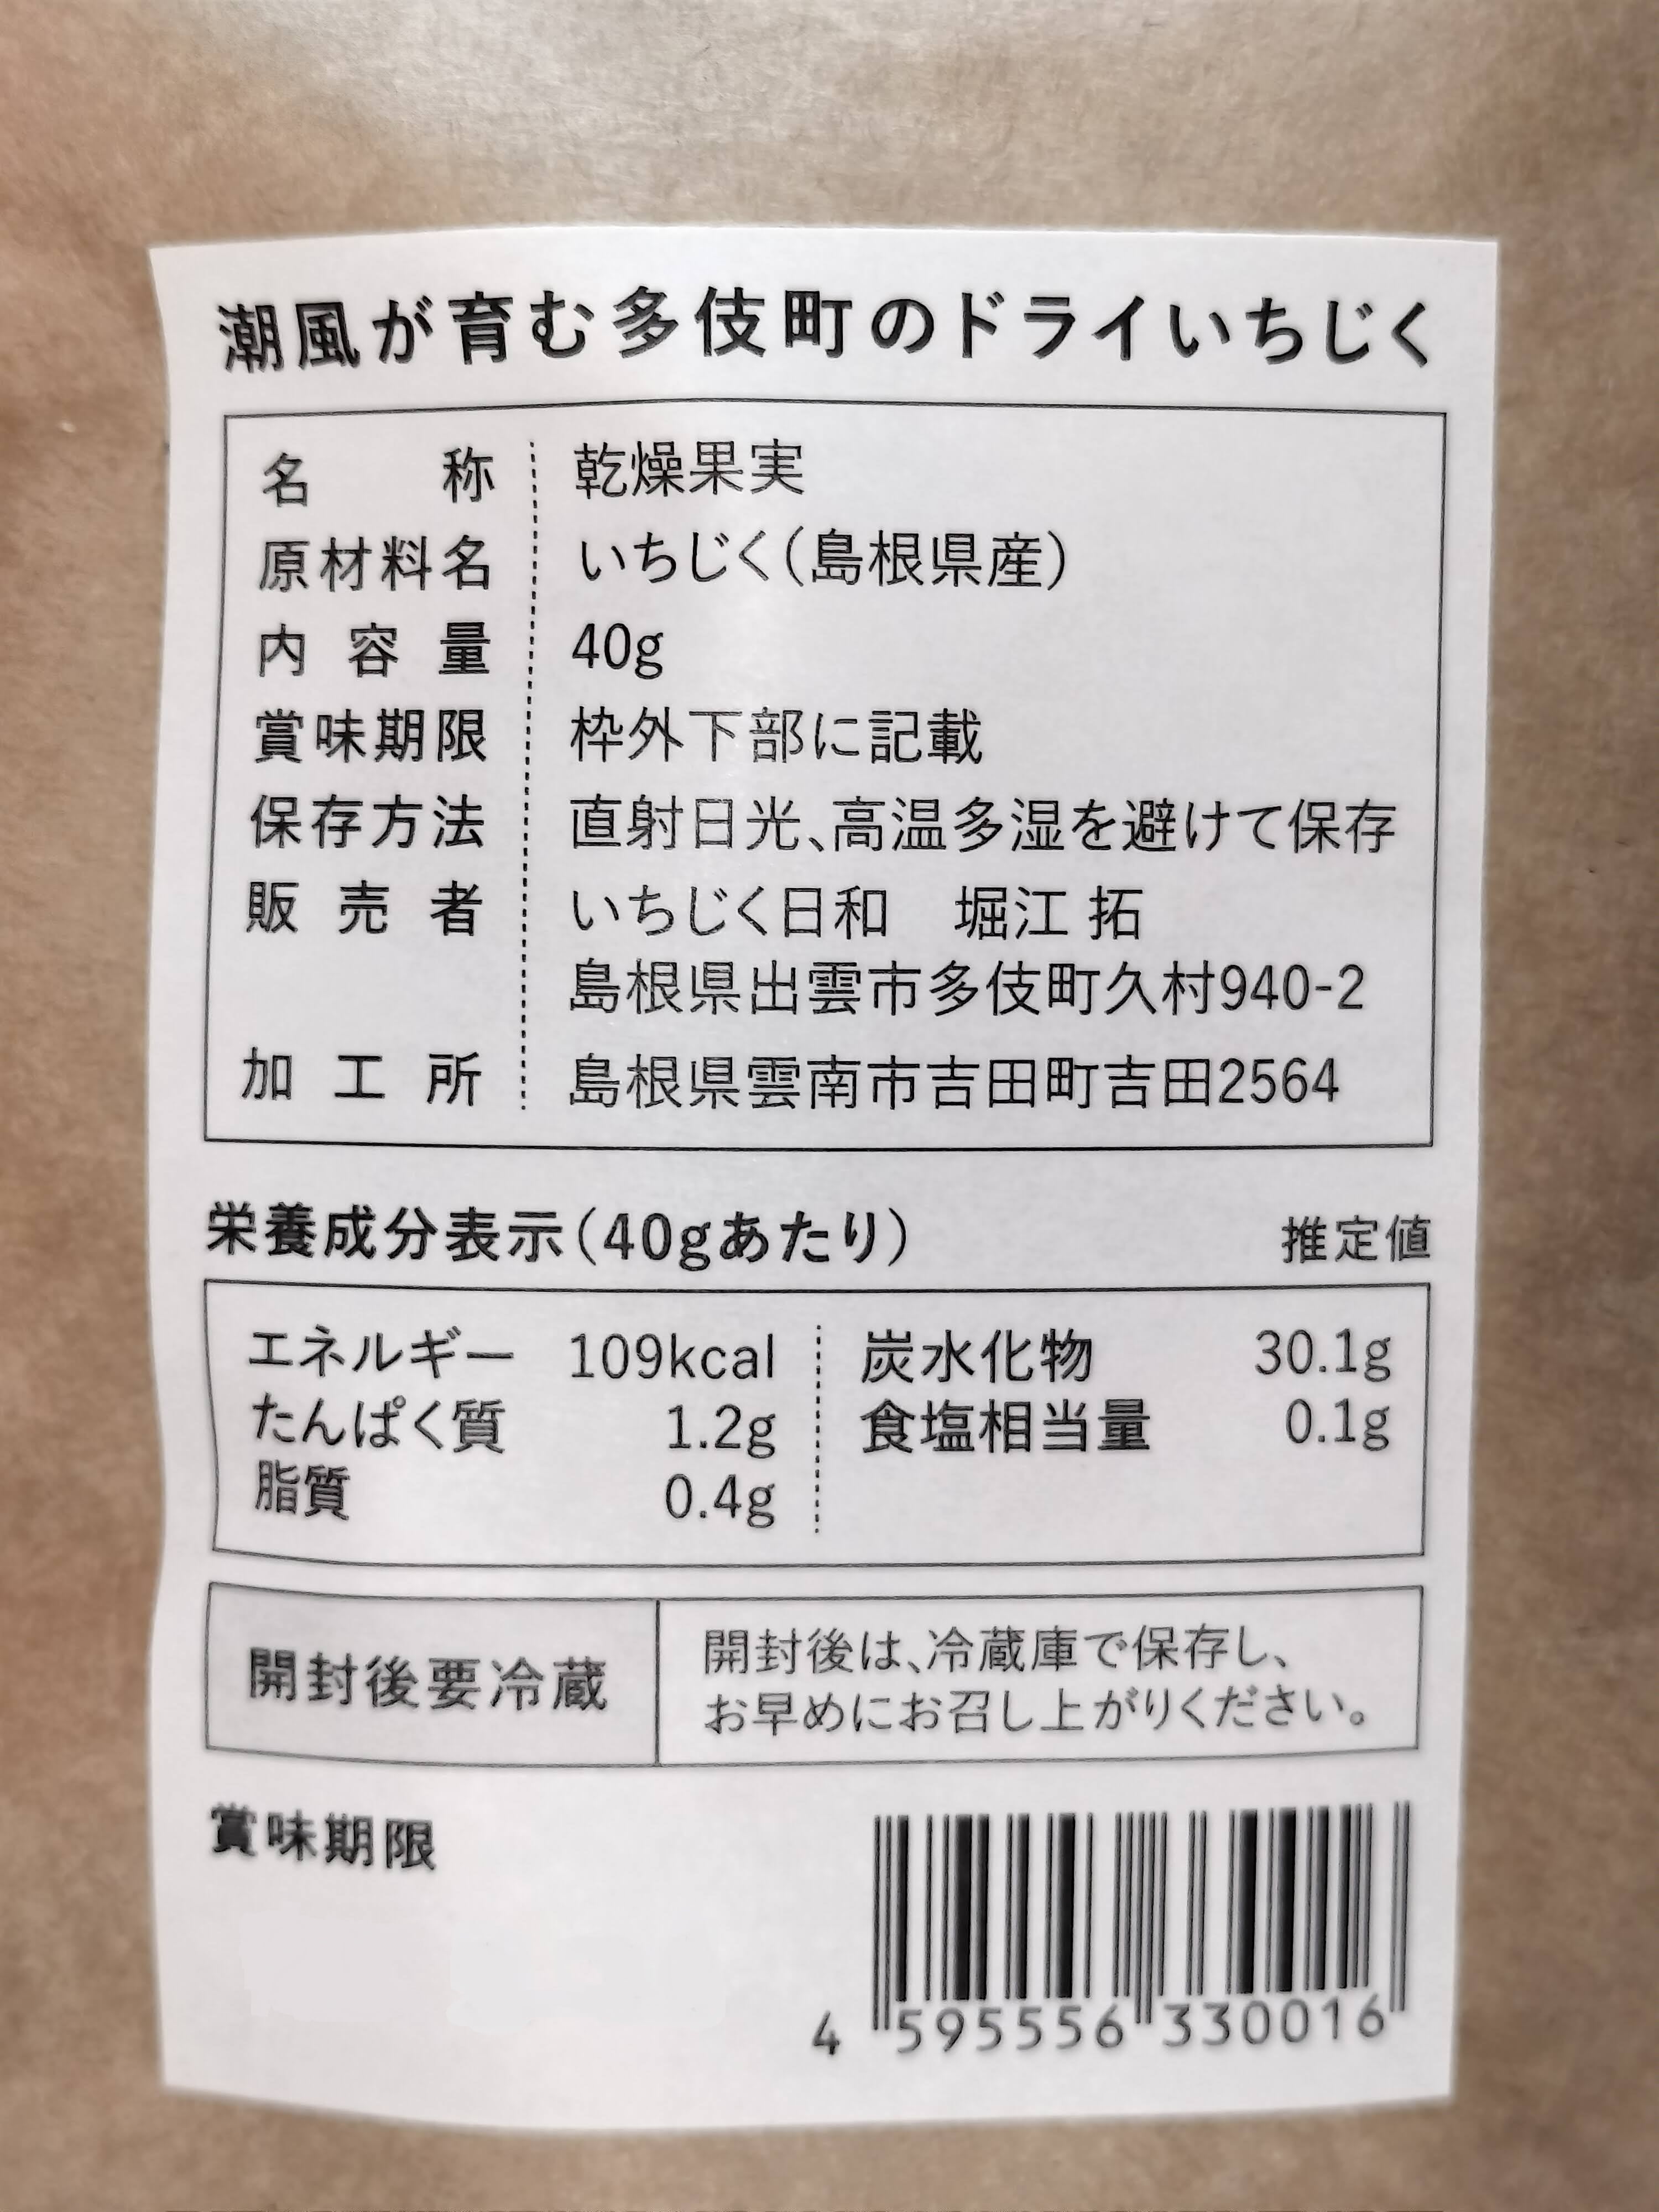 潮風が育む多伎町のドライいちじく
名称 乾燥果実
原材料名 いちじく(島根県産)
内容量 40g
賞味期限 枠外下部に記載
保存方法 直射日光、高温多湿を避けて保存
販売者 いちじく日和 堀江 拓
島根県出雲市多伎町久村940-2
加工所 島根県雲南市吉田町吉田2564
栄養成分表示(40gあたり) 推定値
エネルギー 109kcal 炭水化物 30.1g
たんぱく質 1.2g 食塩相当量 0.1g
脂質 0.4g
開封後要冷蔵
開封後は、冷蔵庫で保存し、
お早めにお召し上がりください。
賞味期限
4 595556 330016